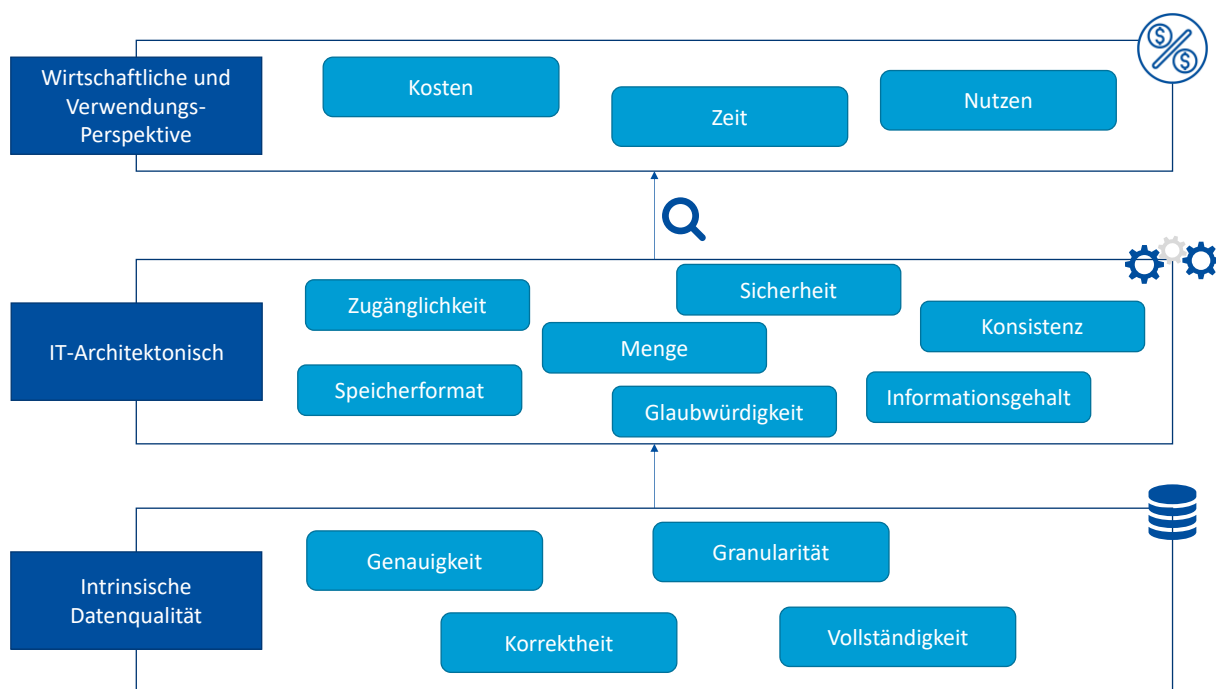 Wirtschaftliche und
Verwendungs-
Perspektive
Kosten
Zeit
Nutzen
$
$
IT-Architektonisch
Zugänglichkeit
Sicherheit
Konsistenz
Menge
Speicherformat
Glaubwürdigkeit
Informationsgehalt
Intrinsische
Datenqualität
Genauigkeit
Granularität
Korrektheit
Vollständigkeit